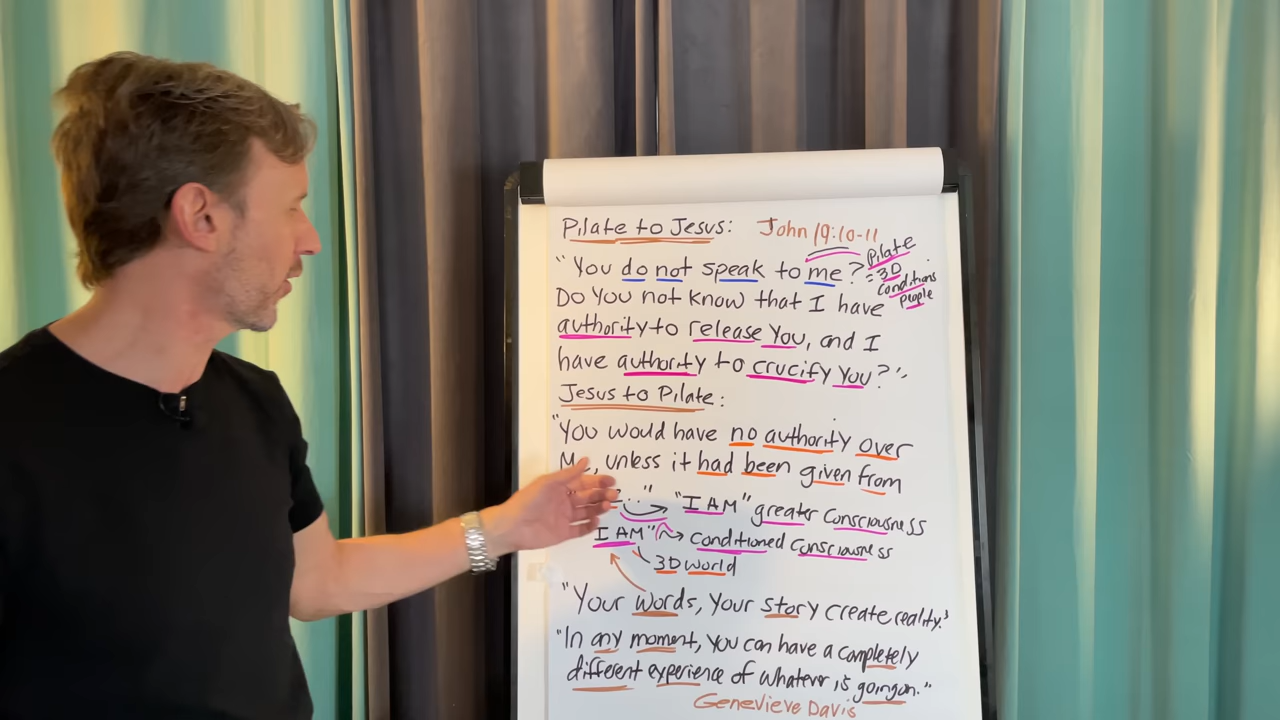 Pilate to Jesus: John 19:10-11
"You do not speak to me? Pilate
= 3D
conditions
people
Do You not know that I have
authority to release You, and I
have authority to crucify You?"
Jesus to Pilate:
"You would have no authority over
Me, unless it had been given from
.." "I AM" greater Consciousness
I AM" conditioned Consciousness
3D world
"Your words, your story create reality."
"In any moment, you can have a completely
different experience of whatever is going on."
Genevieve Davis